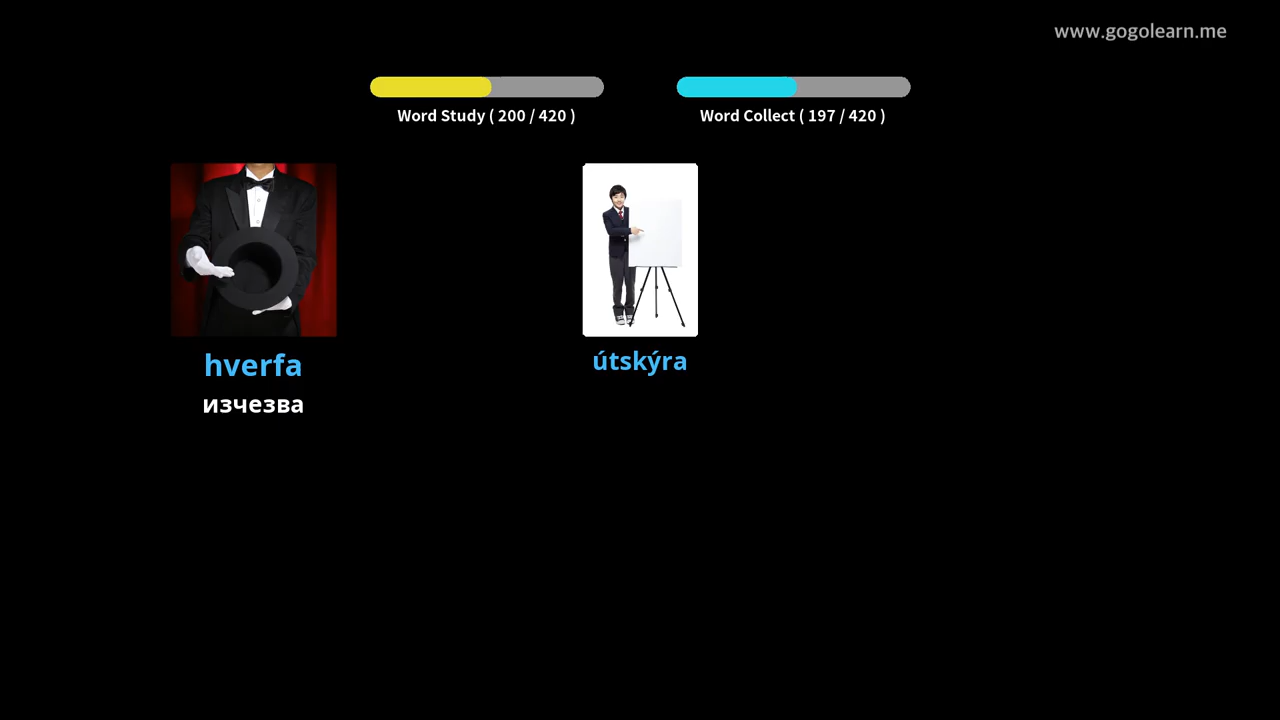 www.gogolearn.me
Word Study ( 200 / 420 )
Word Collect ( 197 / 420 )
hverfa
изчезва
útskýra